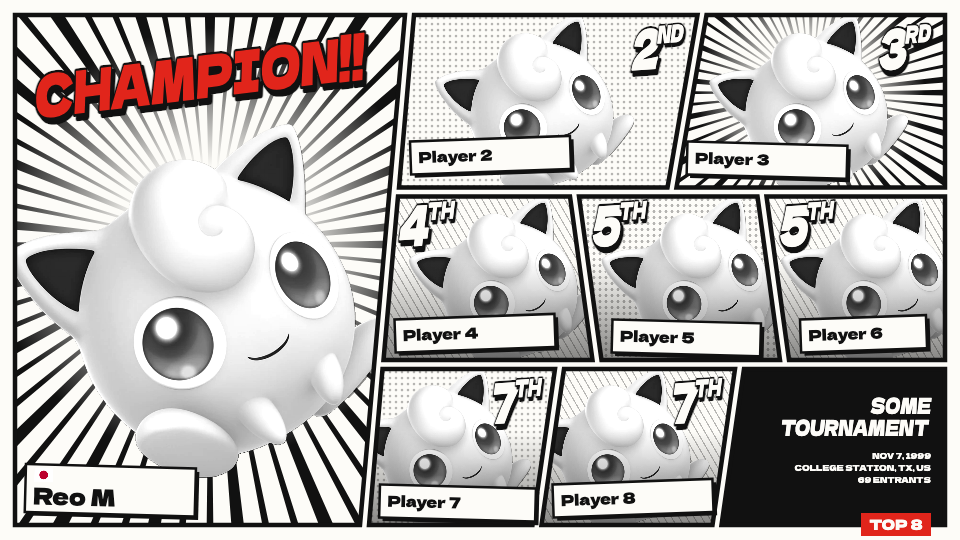 CHAMPION!!
Reo M
2ND
Player 2
3RD
Player 3
4TH
Player 4
5TH
Player 5
5TH
Player 6
7TH
Player 7
7TH
Player 8
SOME
TOURNAMENT
NOV 7, 1999
COLLEGE STATION, TX, US
69 ENTRANTS
TOP 8